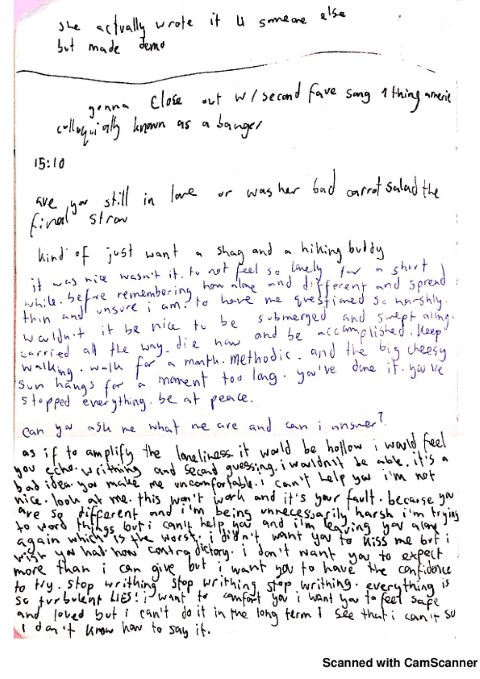 she actually wrote it 4 someone else
but made demo
gonna close out w/ second fave song 1 thing amerie
colloquially known as a banger
15:10
are you still in love or was her bad carrot salad the
final straw
kind of just want a shag and a hiking buddy
it was nice wasn't it. to not feel so lonely for a short
while. before remembering how alone and different and spread
thin and unsure i am. to have me questioned so harshly.
wouldn't it be nice to be submerged and swept along.
carried all the way. die now and be accomplished. keep
walking. walk for a month. methodic. and the big cheesy
sun hangs for a moment too long. you've done it. you've
stopped everything. be at peace.
can you ask me what we are and can i answer?
as if to amplify the loneliness it would be hollow i would feel
you echo. writhing and second guessing. i wouldn't be able. it's a
bad idea you make me uncomfortable. i can't help you i'm not
nice. look at me. this won't work and it's your fault. because you
are so different and i'm being unnecessarily harsh i'm trying
to word things but i can't help you and i'm leaving you alone
again which is the worst. i didn't want you to kiss me but i
wish you had how contradictory. i don't want you to expect
more than i can give but i want you to have the confidence
to try. stop writhing stop writhing stop writhing. everything is
so turbulent LIES! i want to comfort you i want you to feel safe
and loved but i can't do it in the long term i see that i can't so
i don't know how to say it.
Scanned with CamScanner